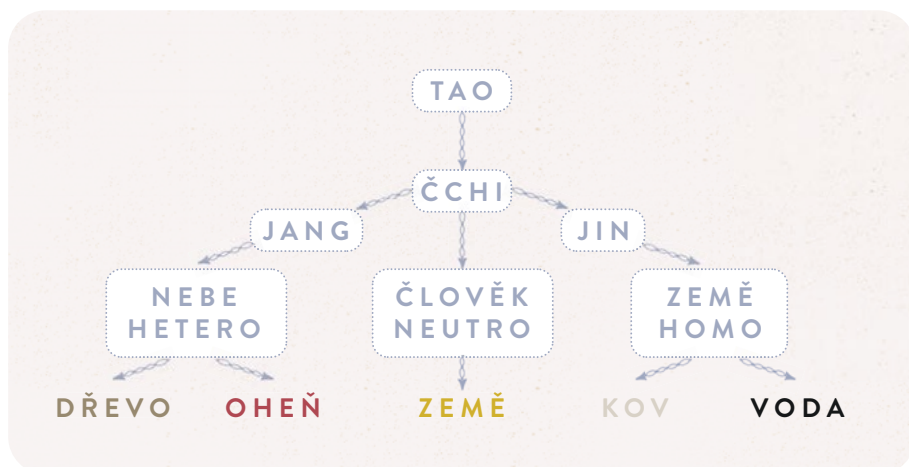 TAO
ČCHI
JANG
JIN
NEBE
HETERO
ČLOVĚK
NEUTRO
ZEMĚ
HOMO
DŘEVO
OHEŇ
ZEMĚ
KOV
VODA